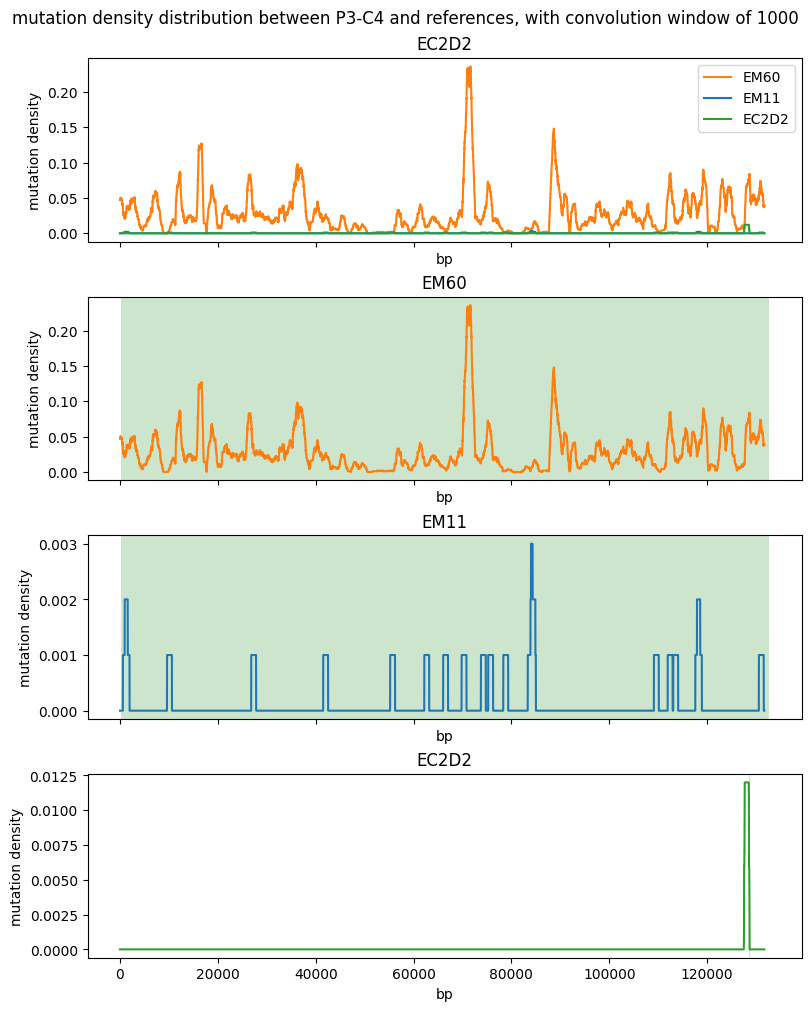 mutation density distribution between P3-C4 and references, with convolution window of 1000
EC2D2
mutation density
0.20
0.15
0.10
0.05
0.00
EM60
EM11
EC2D2
bp
EM60
mutation density
0.20
0.15
0.10
0.05
0.00
bp
EM11
mutation density
0.003
0.002
0.001
0.000
bp
EC2D2
mutation density
0.0125
0.0100
0.0075
0.0050
0.0025
0.0000
0 20000 40000 60000 80000 100000 120000
bp